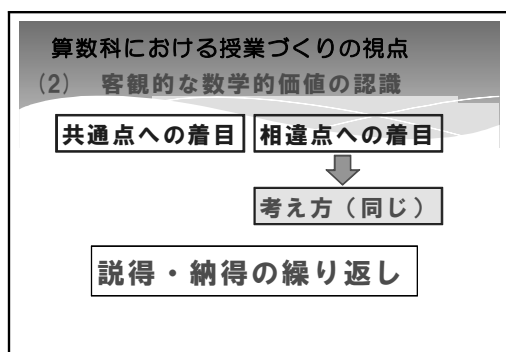 算数科における授業づくりの視点
(2) 客観的な数学的価値の認識
共通点への着目 相違点への着目
考え方(同じ)
説得・納得の繰り返し